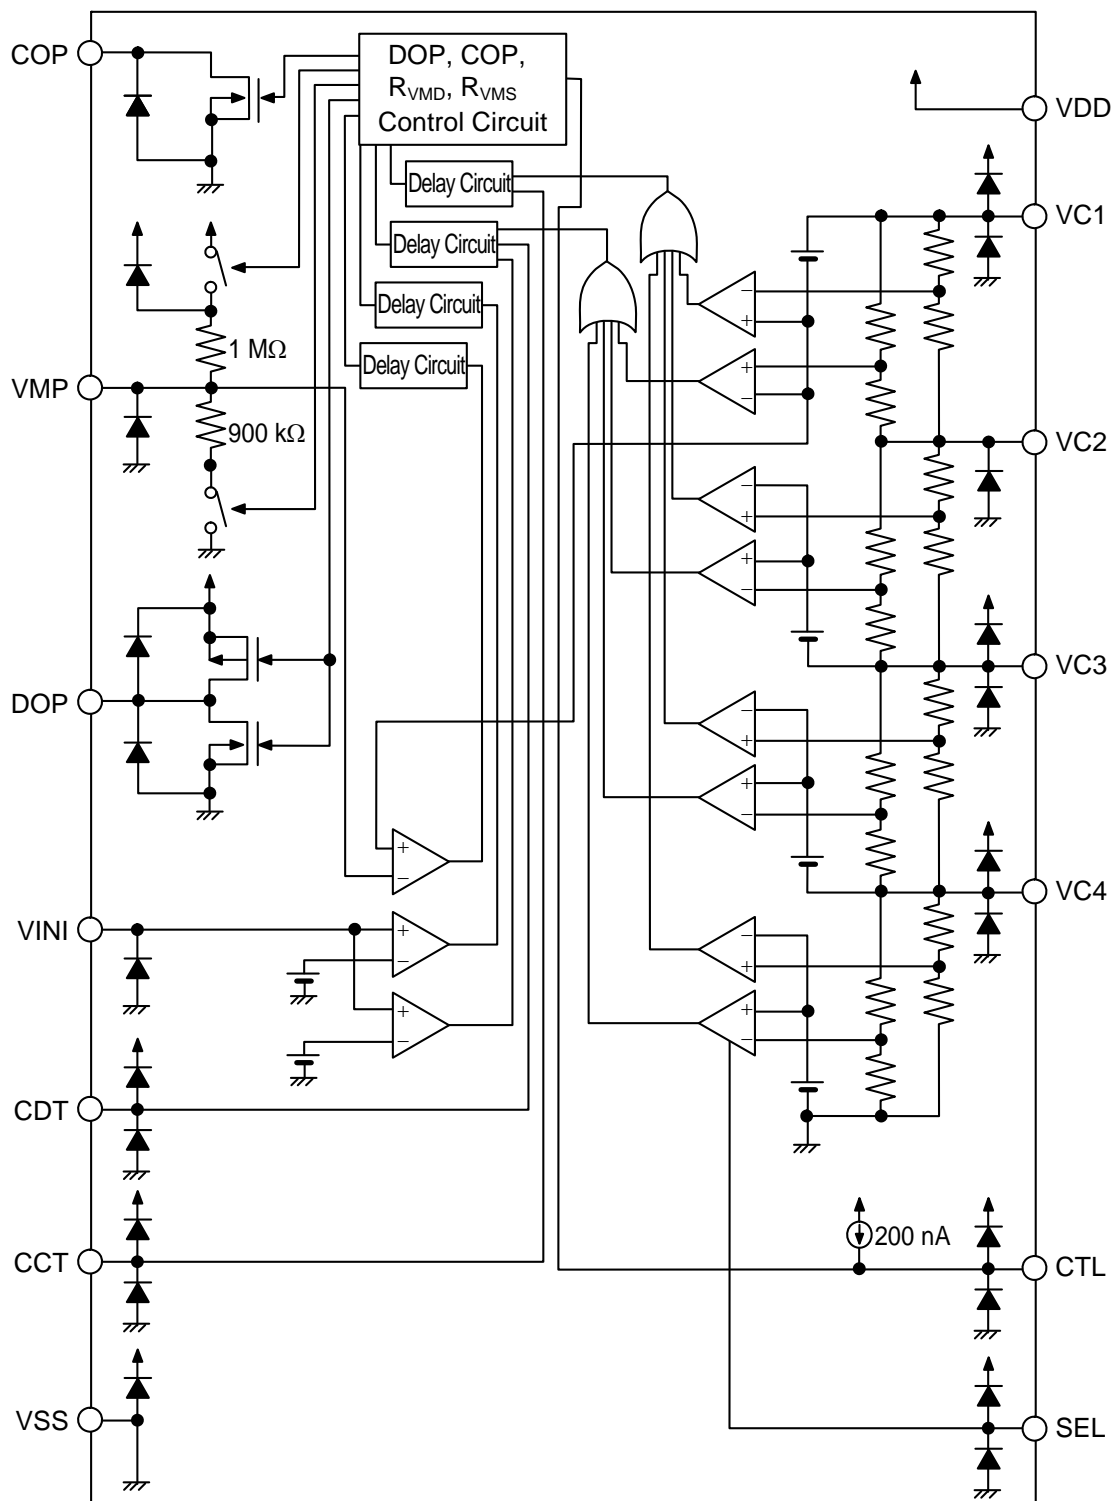 COP
DOP, COP,
RVMD, RVMS
Control Circuit
VDD
Delay Circuit
VC1
Delay Circuit
Delay Circuit
1 MΩ
Delay Circuit
VMP
900 kΩ
VC2
VC3
DOP
VC4
VINI
CDT
200 nA
CCT
CTL
VSS
SEL